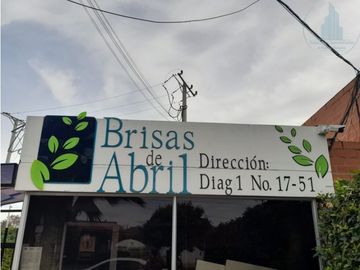 Brisas
de
Abril
Dirección:
Diag 1 No. 17-51